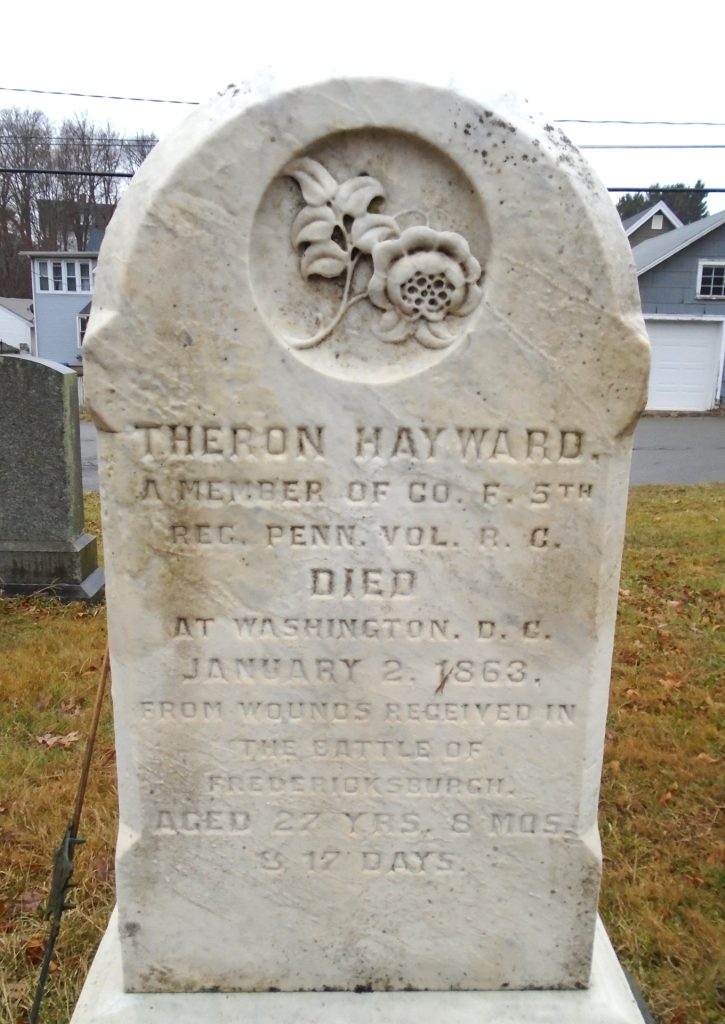 THERON HAYWARD.
A MEMBER OF CO. F. 5TH
REG. PENN. VOL. R. C.
DIED
AT WASHINGTON. D. C.
JANUARY 2. 1863.
FROM WOUNDS RECEIVED IN
THE BATTLE OF
FREDERICKSBURGH.
AGED 27 YRS. 8 MOS.
& 17 DAYS.